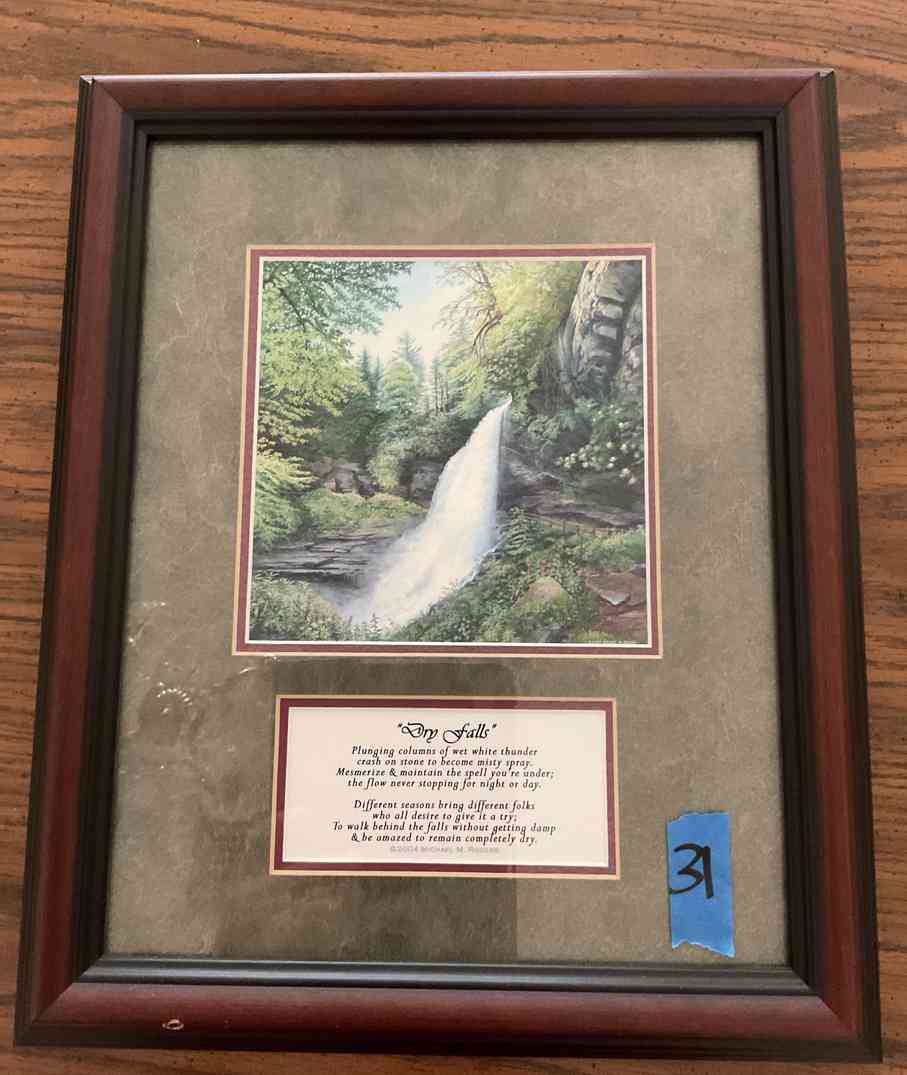 "Dry Falls"
Plunging columns of wet white thunder
crash on stone to become misty spray.
Mesmerize & maintain the spell you're under;
the flow never stopping for night or day.
Different seasons bring different folks
who all desire to give it a try;
To walk behind the falls without getting damp
& be amazed to remain completely dry.
©2004 MICHAEL M. ROGERS
31